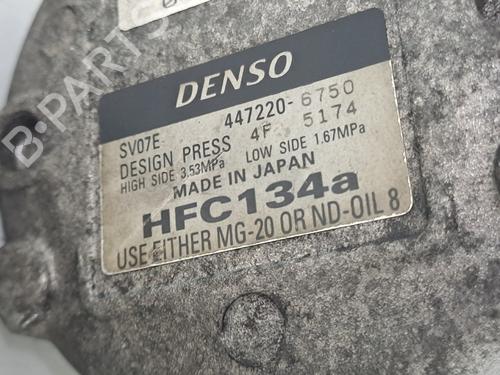 DENSO
SV07E 447220-6750
DESIGN PRESS 4F 5174
HIGH SIDE 3.53MPa LOW SIDE 1.67MPa
MADE IN JAPAN
HFC134a
USE EITHER MG-20 OR ND-OIL 8